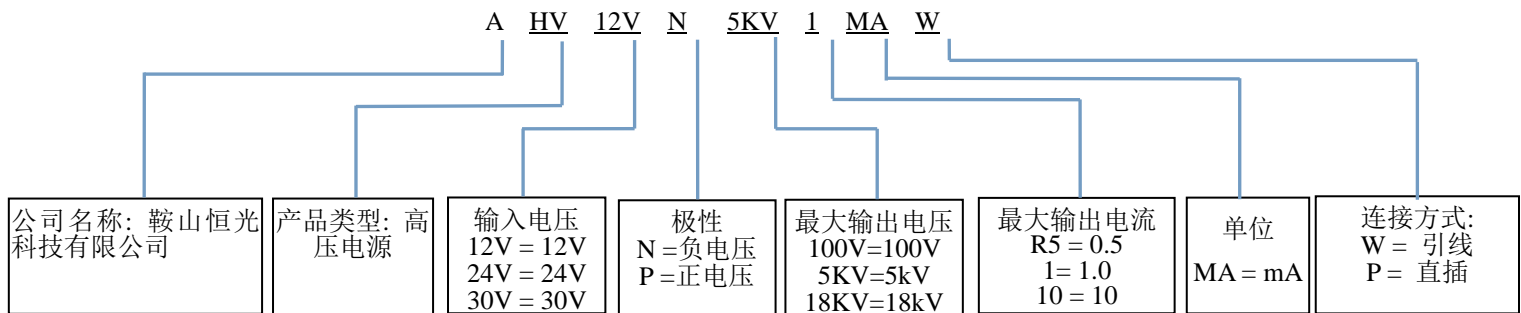 A HV 12V N 5KV 1 MA W
公司名称: 鞍山恒光
科技有限公司
产品类型: 高
压电源
输入电压
12V = 12V
24V = 24V
30V = 30V
极性
N =负电压
P =正电压
最大输出电压
100V=100V
5KV=5kV
18KV=18kV
最大输出电流
R5 = 0.5
1= 1.0
10 = 10
单位
MA = mA
连接方式:
W = 引线
P = 直插